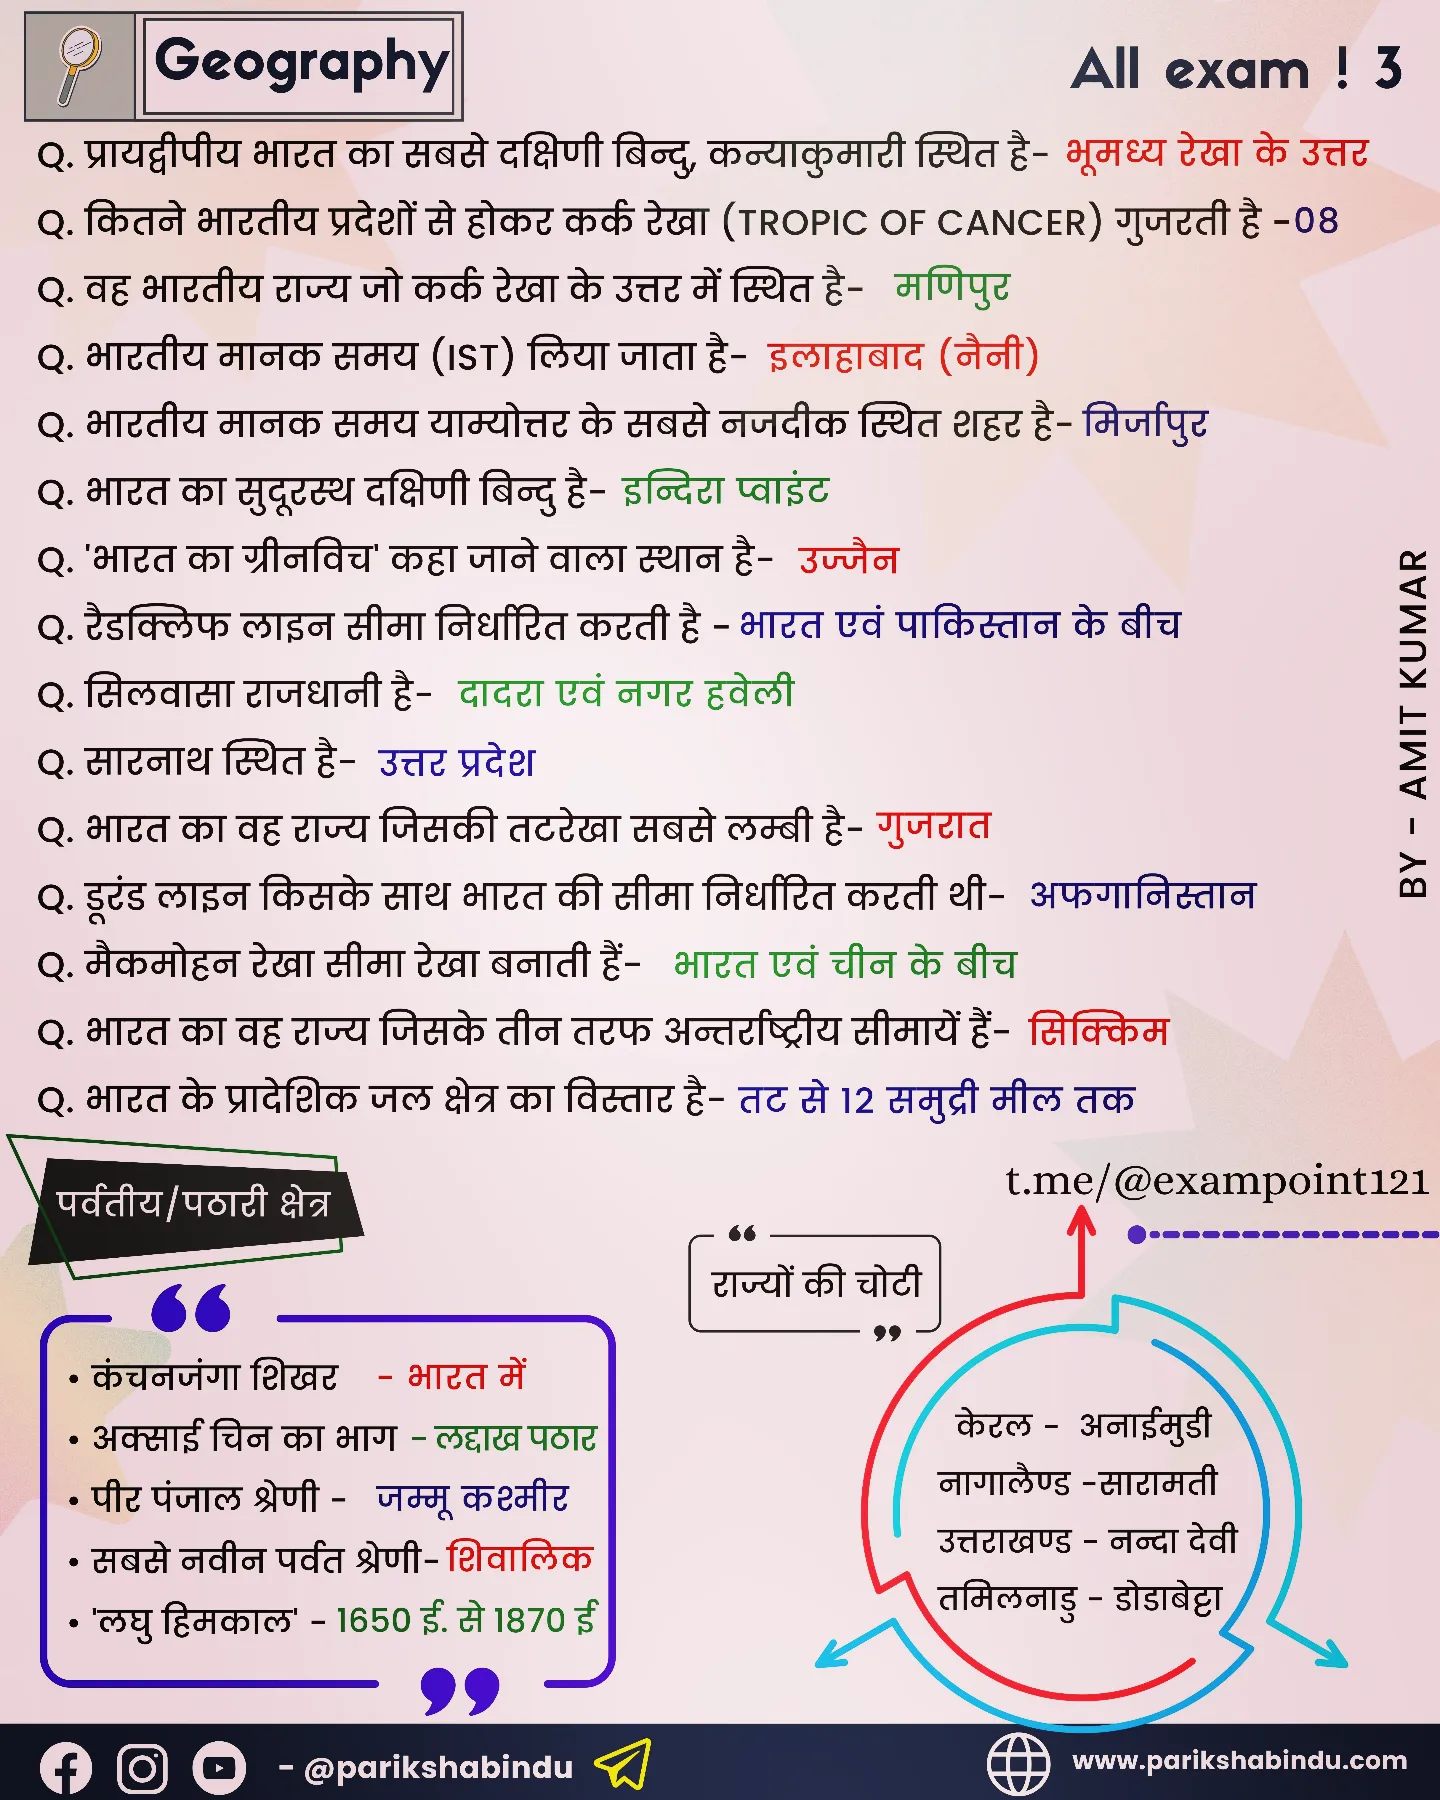 Geography
All exam ! 3
Q. प्रायद्वीपीय भारत का सबसे दक्षिणी बिन्दु, कन्याकुमारी स्थित है- भूमध्य रेखा के उत्तर
Q. कितने भारतीय प्रदेशों से होकर कर्क रेखा (TROPIC OF CANCER) गुजरती है -08
Q. वह भारतीय राज्य जो कर्क रेखा के उत्तर में स्थित है- मणिपुर
Q. भारतीय मानक समय (IST) लिया जाता है- इलाहाबाद (नैनी)
Q. भारतीय मानक समय याम्योत्तर के सबसे नजदीक स्थित शहर है- मिर्जापुर
Q. भारत का सुदूरस्थ दक्षिणी बिन्दु है- इन्दिरा प्वाइंट
Q. 'भारत का ग्रीनविच' कहा जाने वाला स्थान है- उज्जैन
Q. रैडक्लिफ लाइन सीमा निर्धारित करती है - भारत एवं पाकिस्तान के बीच
Q. सिलवासा राजधानी है- दादरा एवं नगर हवेली
Q. सारनाथ स्थित है- उत्तर प्रदेश
Q. भारत का वह राज्य जिसकी तटरेखा सबसे लम्बी है- गुजरात
Q. डूरंड लाइन किसके साथ भारत की सीमा निर्धारित करती थी- अफगानिस्तान
Q. मैकमोहन रेखा सीमा रेखा बनाती हैं- भारत एवं चीन के बीच
Q. भारत का वह राज्य जिसके तीन तरफ अन्तर्राष्ट्रीय सीमायें हैं- सिक्किम
Q. भारत के प्रादेशिक जल क्षेत्र का विस्तार है- तट से 12 समुद्री मील तक
BY - AMIT KUMAR
पर्वतीय/पठारी क्षेत्र
• कंचनजंगा शिखर - भारत में
• अक्साई चिन का भाग - लद्दाख पठार
• पीर पंजाल श्रेणी - जम्मू कश्मीर
• सबसे नवीन पर्वत श्रेणी- शिवालिक
• 'लघु हिमकाल' - 1650 ई. से 1870 ई
t.me/@exampoint121
राज्यों की चोटी
केरल - अनाईमुडी
नागालैण्ड -सारामती
उत्तराखण्ड - नन्दा देवी
तमिलनाडु - डोडाबेट्टा
- @parikshabindu
www.parikshabindu.com